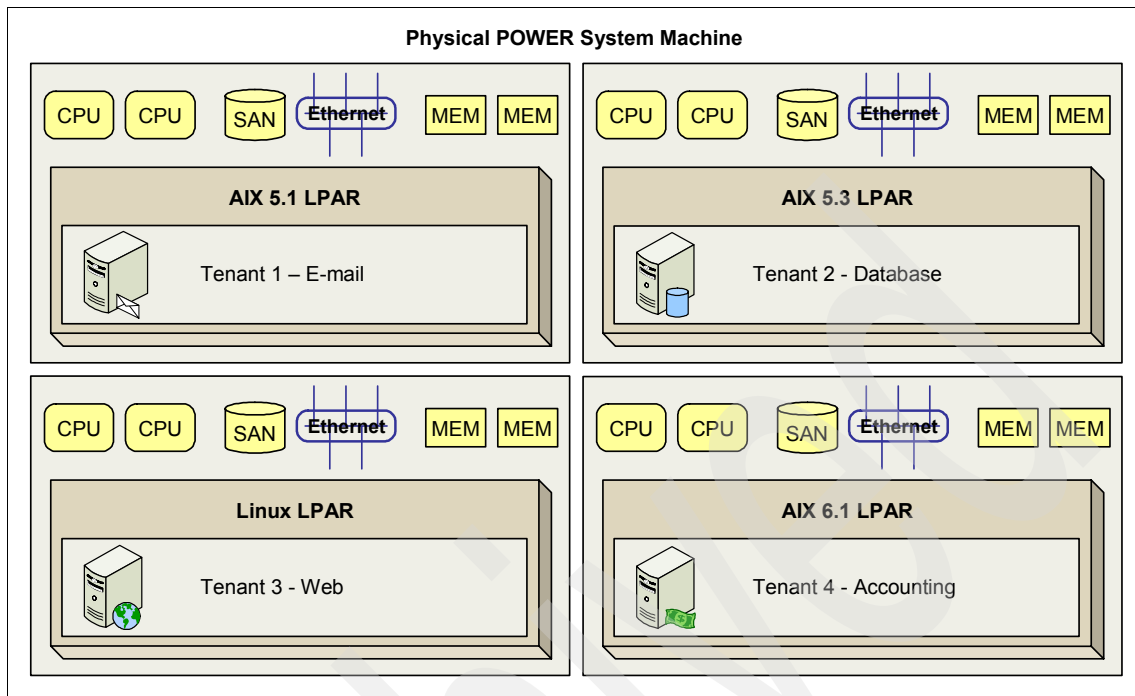 Physical POWER System Machine
CPU CPU SAN Ethernet MEM MEM
AIX 5.1 LPAR
Tenant 1 – E-mail
CPU CPU SAN Ethernet MEM MEM
AIX 5.3 LPAR
Tenant 2 - Database
CPU CPU SAN Ethernet MEM MEM
Linux LPAR
Tenant 3 - Web
CPU CPU SAN Ethernet MEM MEM
AIX 6.1 LPAR
Tenant 4 - Accounting